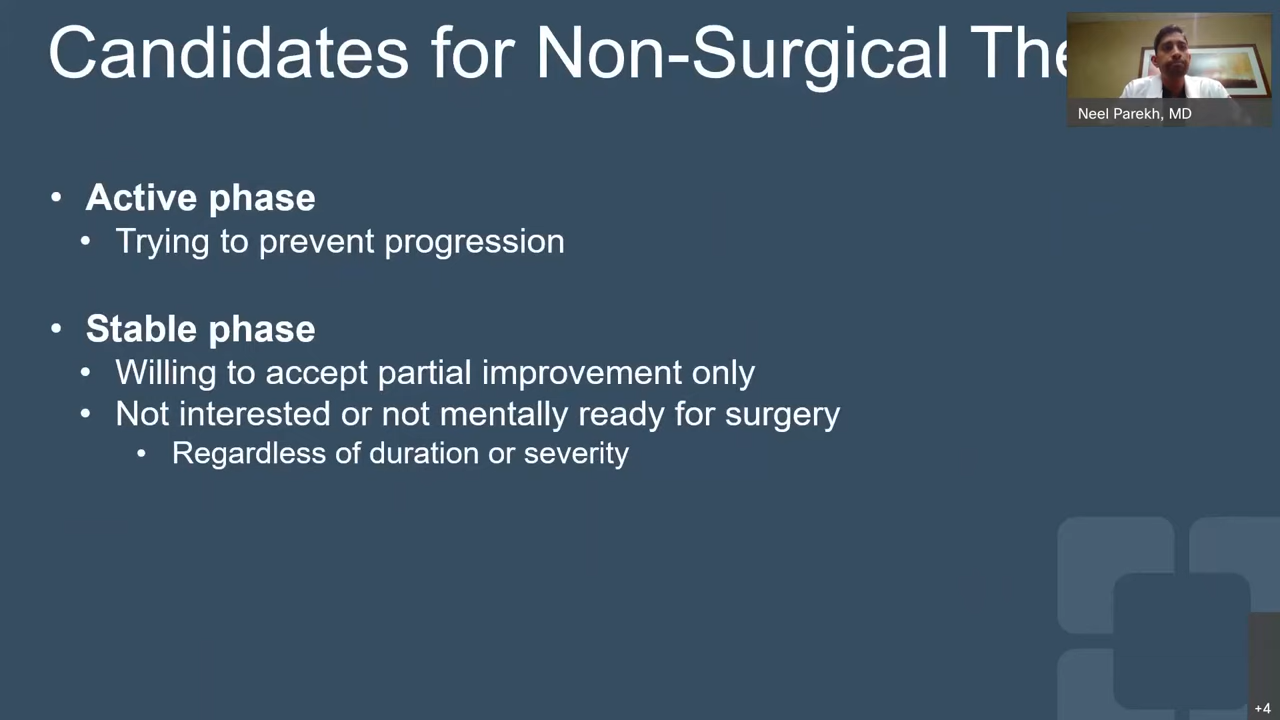 Candidates for Non-Surgical The
Neel Parekh, MD
• Active phase
• Trying to prevent progression
• Stable phase
• Willing to accept partial improvement only
• Not interested or not mentally ready for surgery
• Regardless of duration or severity
+4